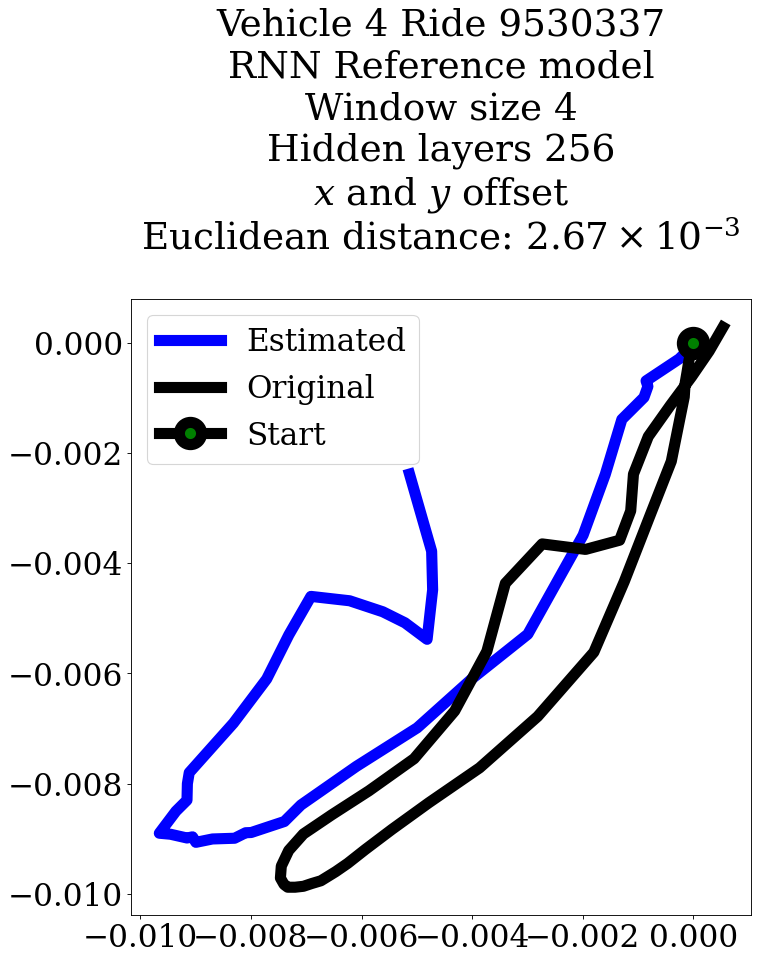 Vehicle 4 Ride 9530337
RNN Reference model
Window size 4
Hidden layers 256
x and y offset
Euclidean distance: 2.67 × 10⁻³
Estimated
Original
Start
0.000
−0.002
−0.004
−0.006
−0.008
−0.010
−0.010 −0.008 −0.006 −0.004 −0.002 0.000